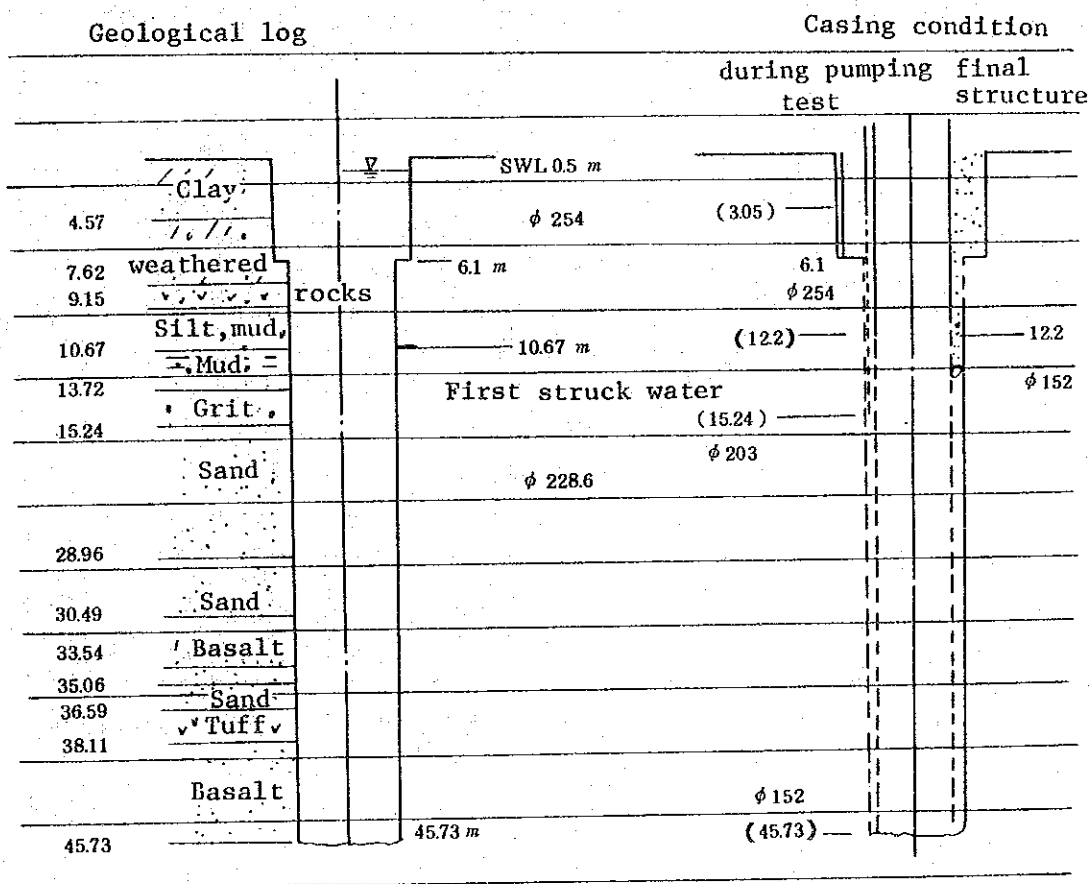 Geological log
Casing condition
during pumping final
test structure
SWL 0.5 m
Clay
4.57
φ 254
(3.05)
7.62
weathered
6.1 m
6.1
9.15
rocks
φ 254
Silt, mud,
(12.2)
12.2
10.67
10.67 m
Mud
13.72
First struck water
φ 152
Grit
(15.24)
15.24
Sand
φ 203
φ 228.6
28.96
Sand
30.49
Basalt
33.54
35.06
Sand
36.59
Tuff
38.11
Basalt
φ 152
45.73 m
(45.73)
45.73